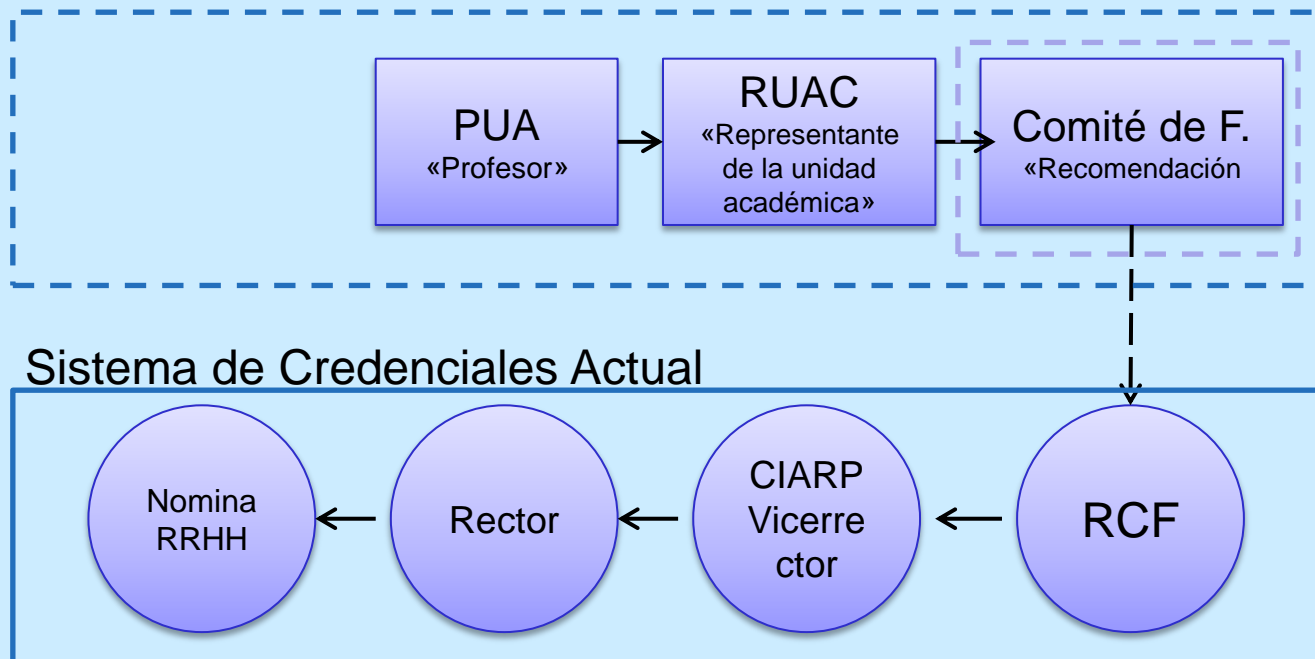 PUA
«Profesor»
RUAC
«Representante
de la unidad
académica»
Comité de F.
«Recomendación
Sistema de Credenciales Actual
Nomina
RRHH
Rector
CIARP
Vicerre
ctor
RCF